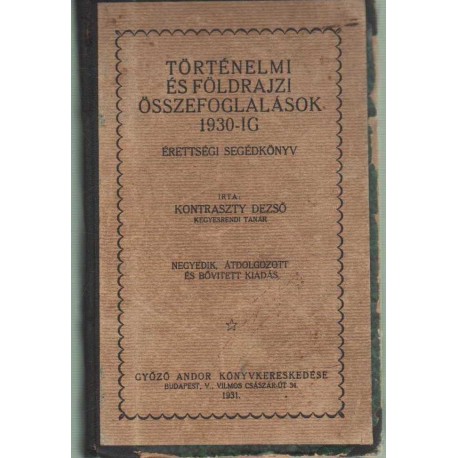 TÖRTÉNELMI
ÉS FÖLDRAJZI
ÖSSZEFOGLALÁSOK
1930-IG
ÉRETTSÉGI SEGÉDKÖNYV
IRTA:
KONTRASZTY DEZSŐ
KEGYESRENDI TANÁR
NEGYEDIK, ÁTDOLGOZOTT
ÉS BŐVITETT KIADÁS.
GYŐZŐ ANDOR KÖNYVKERESKEDÉSE
BUDAPEST, V., VILMOS CSÁSZÁR-ÚT 34.
1931.